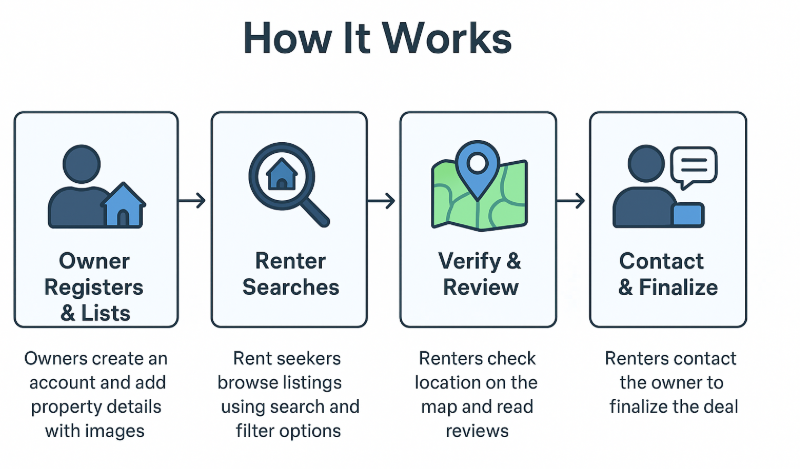 How It Works
Owner
Registers
& Lists
Owners create an
account and add
property details
with images
Renter
Searches
Rent seekers
browse listings
using search and
filter options
Verify &
Review
Renters check
location on the
map and read
reviews
Contact
& Finalize
Renters contact
the owner to
finalize the deal